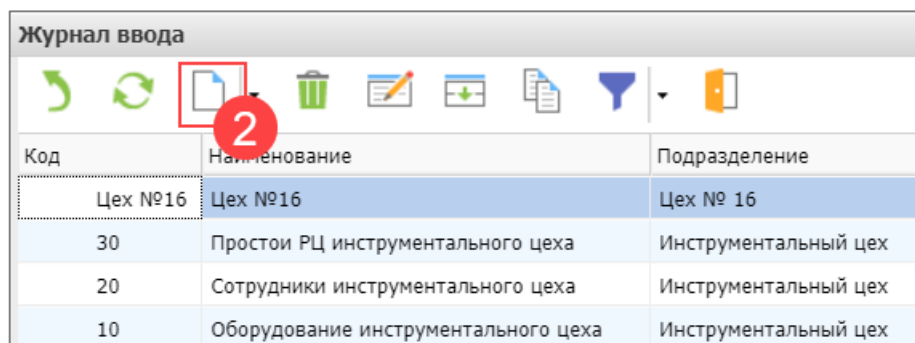 Журнал ввода
2
Код Наименование Подразделение
Цех №16 Цех №16 Цех № 16
30 Простои РЦ инструментального цеха Инструментальный цех
20 Сотрудники инструментального цеха Инструментальный цех
10 Оборудование инструментального цеха Инструментальный цех